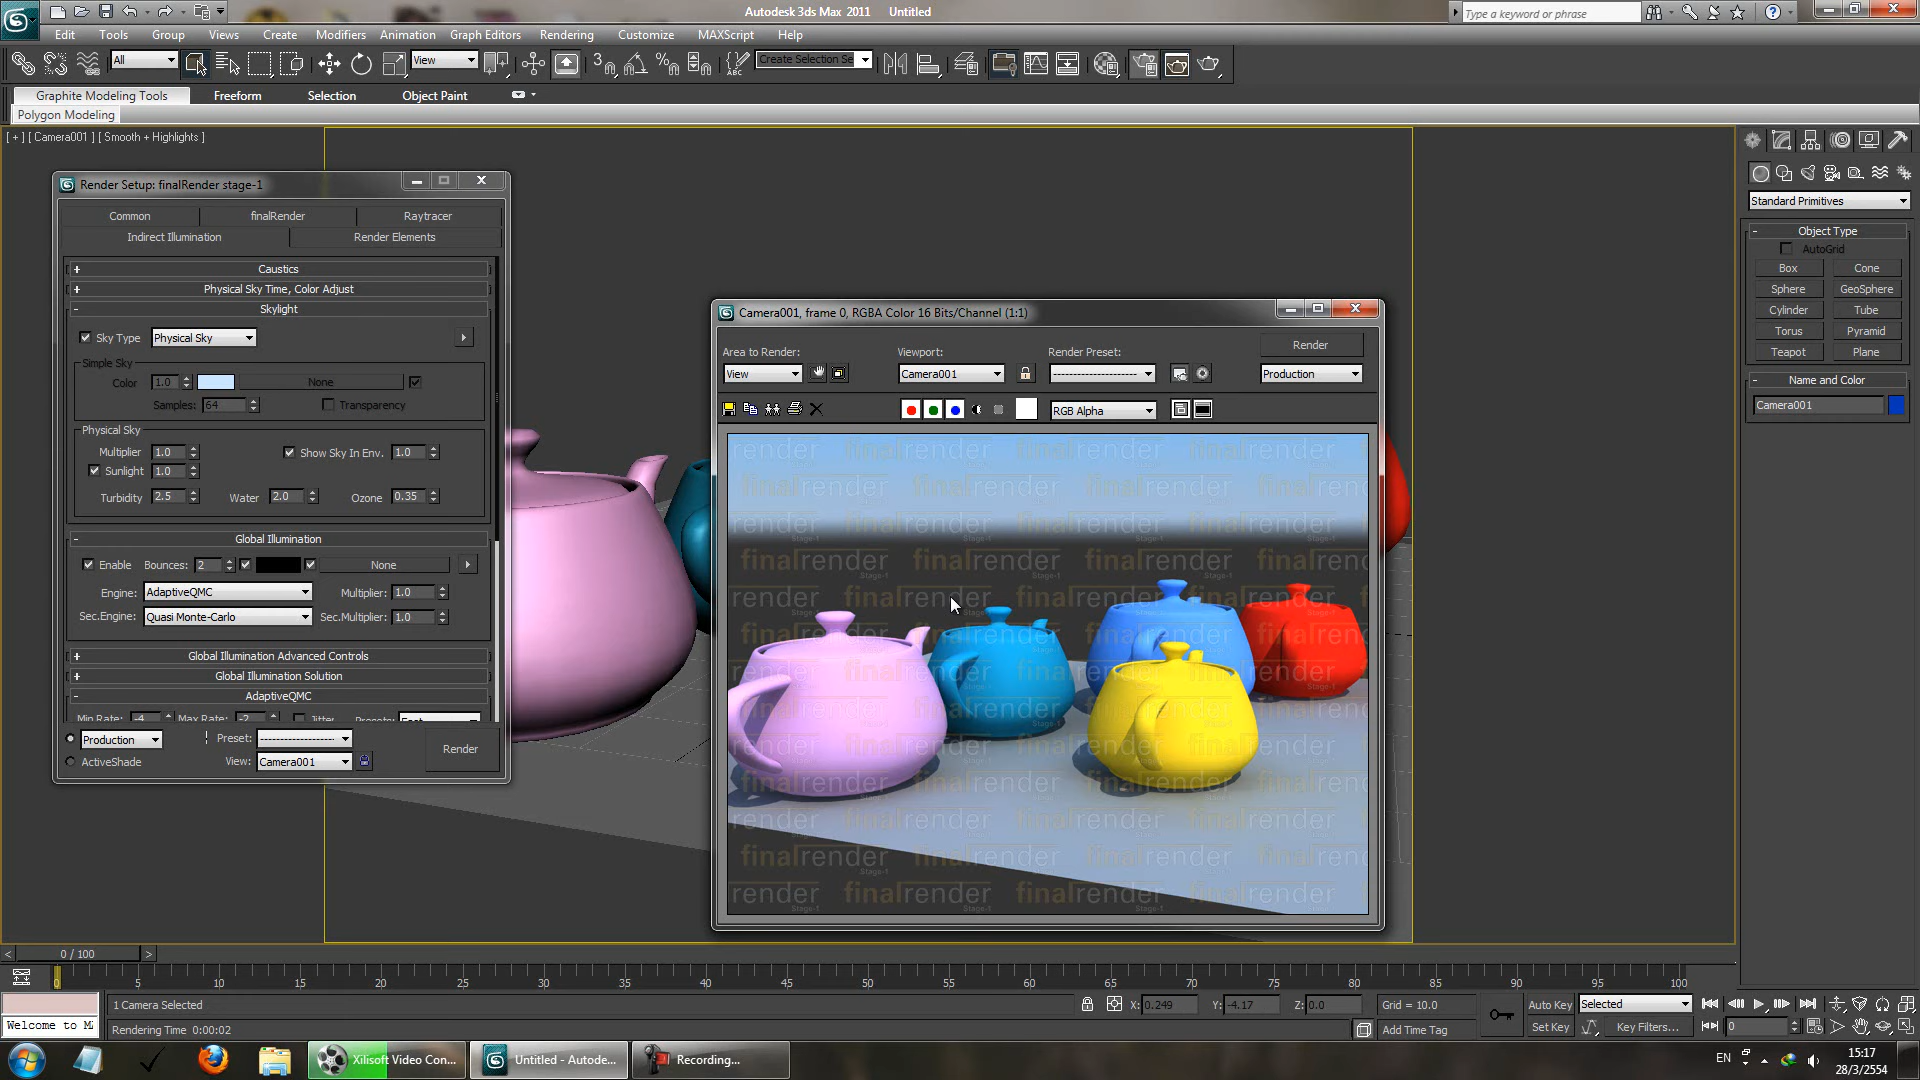 Autodesk 3ds Max 2011 Untitled
Type a keyword or phrase
Edit Tools Group Views Create Modifiers Animation Graph Editors Rendering Customize MAXScript Help
All View 3 Create Selection Se
Graphite Modeling Tools Freeform Selection Object Paint
Polygon Modeling
[ + ] [ Camera001 ] [ Smooth + Highlights ]
Render Setup: finalRender stage-1
Common finalRender Raytracer
Indirect Illumination Render Elements
+ Caustics
+ Physical Sky Time, Color Adjust
- Skylight
Sky Type Physical Sky
Simple Sky
Color 1.0 None
Samples: 64 Transparency
Physical Sky
Multiplier 1.0 Show Sky In Env. 1.0
Sunlight 1.0
Turbidity 2.5 Water 2.0 Ozone 0.35
- Global Illumination
Enable Bounces: 2 None
Engine: AdaptiveQMC Multiplier: 1.0
Sec.Engine: Quasi Monte-Carlo Sec.Multiplier: 1.0
+ Global Illumination Advanced Controls
+ Global Illumination Solution
- AdaptiveQMC
Min Rate: -4 Max Rate: -2 Jitter Presets: Fast
Production Preset: --------------------
ActiveShade View: Camera001
Render
Camera001, frame 0, RGBA Color 16 Bits/Channel (1:1)
Area to Render: Viewport: Render Preset: Render
View Camera001 -------------------- Production
RGB Alpha
finalrender
Stage-1
Standard Primitives
- Object Type
AutoGrid
Box Cone
Sphere GeoSphere
Cylinder Tube
Torus Pyramid
Teapot Plane
- Name and Color
Camera001
< 0 / 100 >
0 5 10 15 20 25 30 35 40 45 50 55 60 65 70 75 80 85 90 95 100
1 Camera Selected X: 0.249 Y: -4.17 Z: 0.0 Grid = 10.0 Auto Key Selected
Welcome to M
Rendering Time 0:00:02 Add Time Tag Set Key Key Filters... 0
Xilisoft Video Con... Untitled - Autode... Recording...
EN 15:17
28/3/2554